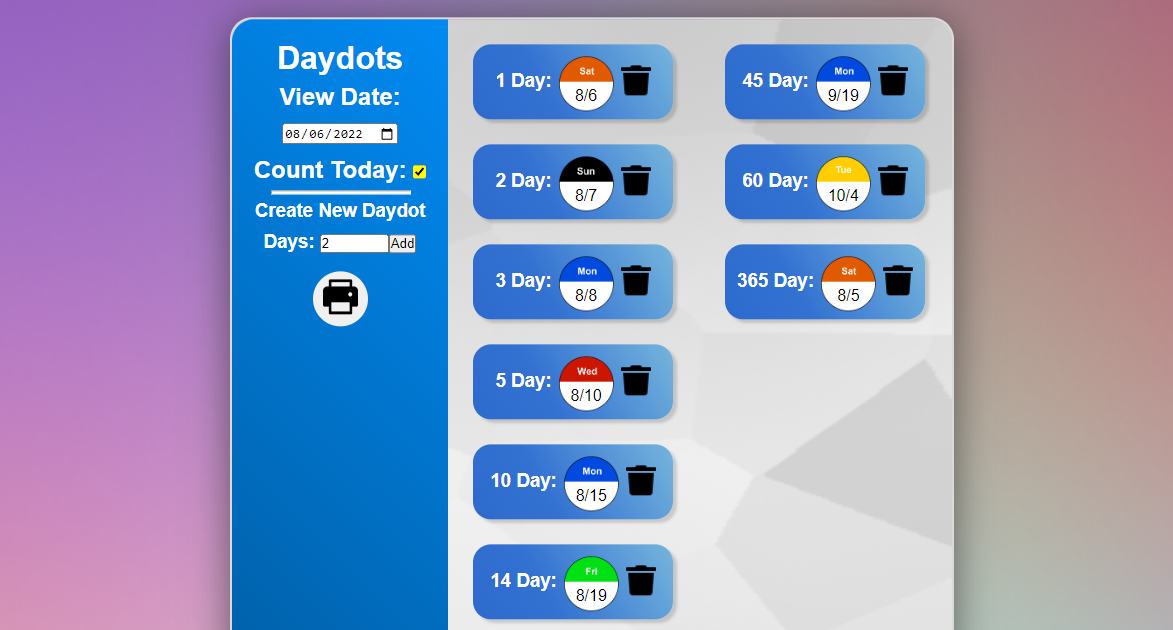 Daydots
View Date:
08/06/2022
Count Today:
Create New Daydot
Days: 2 Add
1 Day: Sat 8/6
2 Day: Sun 8/7
3 Day: Mon 8/8
5 Day: Wed 8/10
10 Day: Mon 8/15
14 Day: Fri 8/19
45 Day: Mon 9/19
60 Day: Tue 10/4
365 Day: Sat 8/5